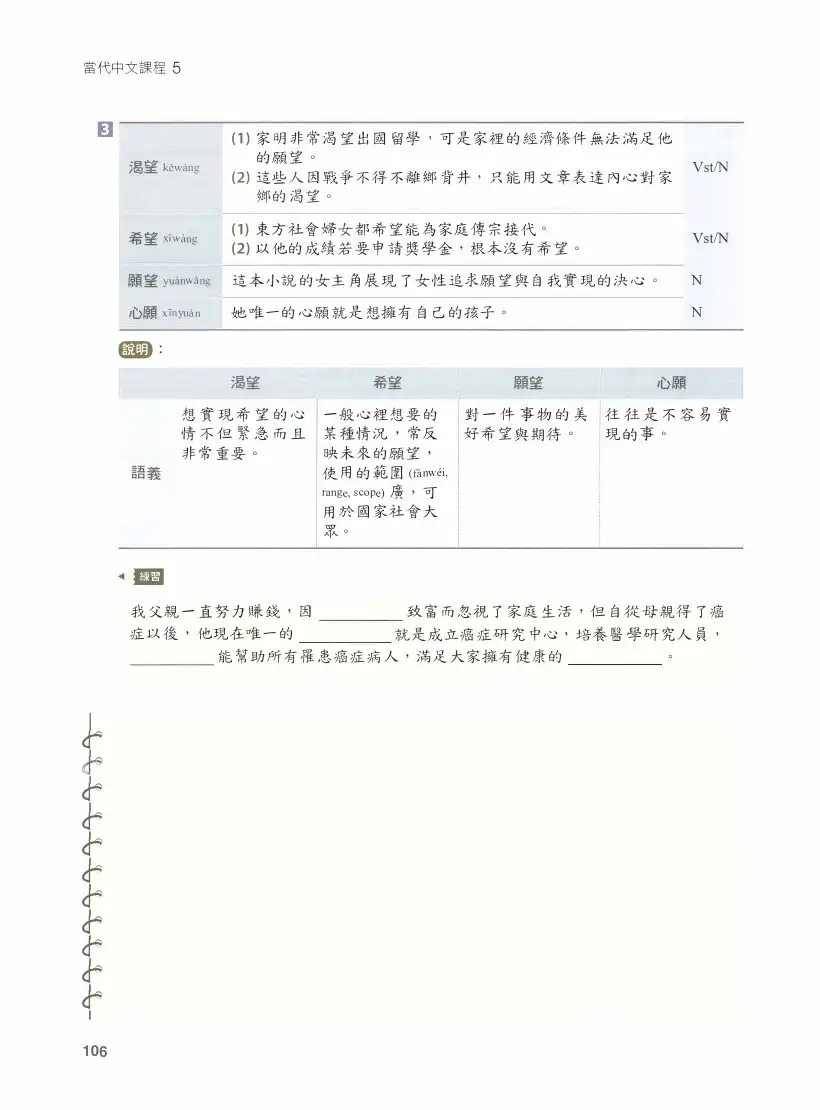 當代中文課程 5
3
渴望 kěwàng
(1) 家明非常渴望出國留學，可是家裡的經濟條件無法滿足他
的願望。
(2) 這些人因戰爭不得不離鄉背井，只能用文章表達內心對家
鄉的渴望。
Vst/N
希望 xīwàng
(1) 東方社會婦女都希望能為家庭傳宗接代。
(2) 以他的成績若要申請獎學金，根本沒有希望。
Vst/N
願望 yuànwàng
這本小說的女主角展現了女性追求願望與自我實現的決心。
N
心願 xīnyuàn
她唯一的心願就是想擁有自己的孩子。
N
說明：
渴望 希望 願望 心願
語義
想實現希望的心
情不但緊急而且
非常重要。
一般心裡想要的
某種情況，常反
映未來的願望，
使用的範圍 (fànwéi,
range, scope) 廣，可
用於國家社會大
眾。
對一件事物的美
好希望與期待。
往往是不容易實
現的事。
練習
我父親一直努力賺錢，因 __________ 致富而忽視了家庭生活，但自從母親得了癌
症以後，他現在唯一的 __________ 就是成立癌症研究中心，培養醫學研究人員，
__________ 能幫助所有罹患癌症病人，滿足大家擁有健康的 __________ 。
106